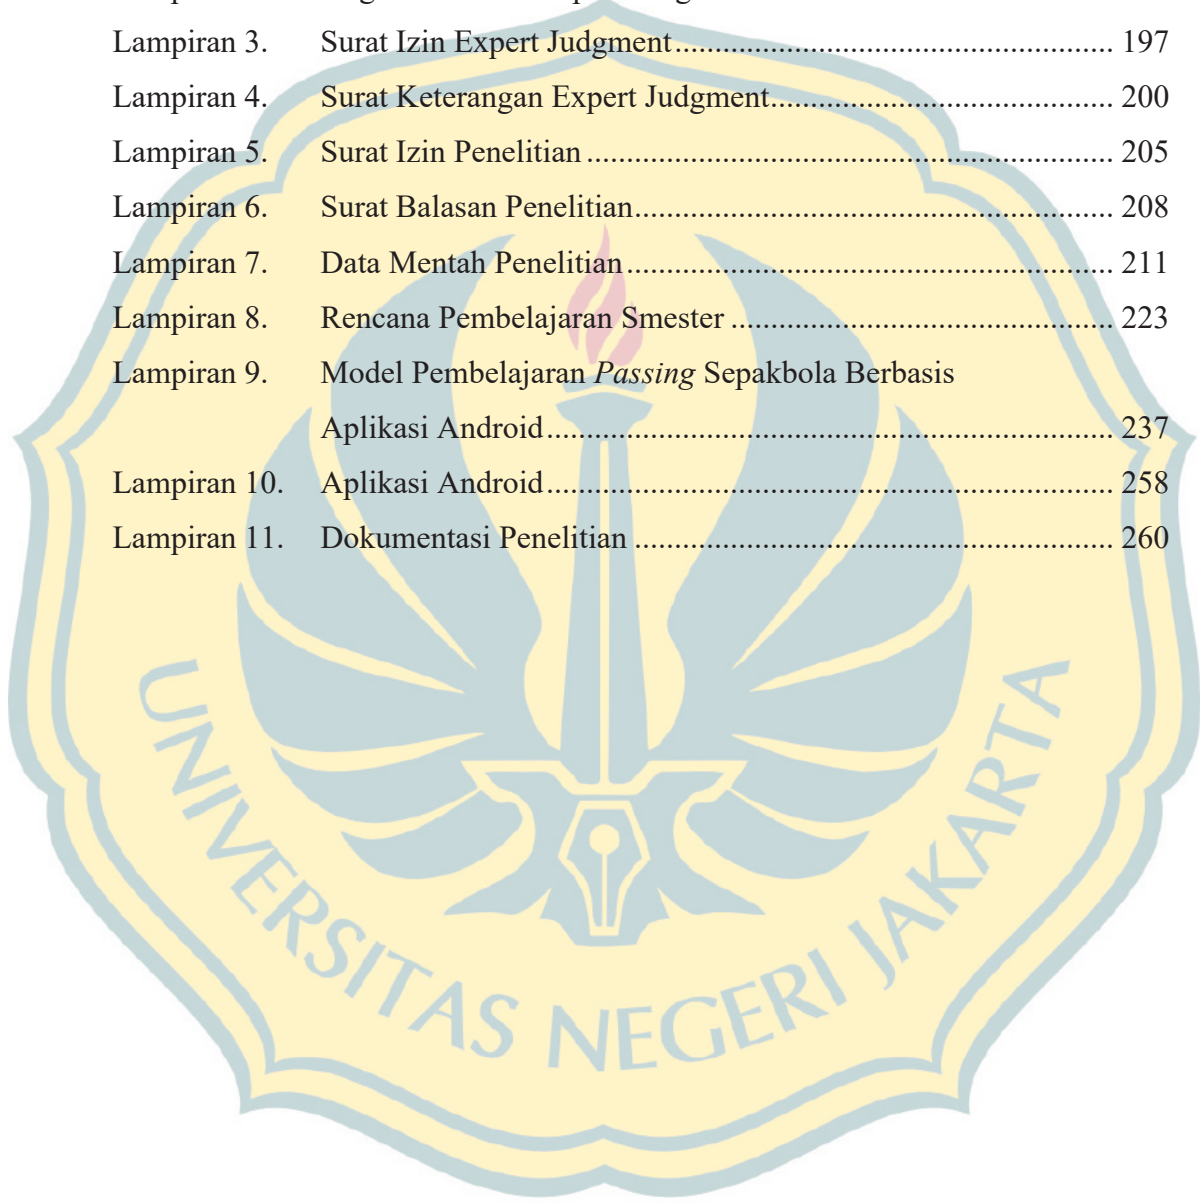 Lampiran 3. Surat Izin Expert Judgment ........................................................ 197
Lampiran 4. Surat Keterangan Expert Judgment ........................................... 200
Lampiran 5. Surat Izin Penelitian .................................................................. 205
Lampiran 6. Surat Balasan Penelitian ............................................................ 208
Lampiran 7. Data Mentah Penelitian ............................................................. 211
Lampiran 8. Rencana Pembelajaran Smester ................................................ 223
Lampiran 9. Model Pembelajaran Passing Sepakbola Berbasis
Aplikasi Android ....................................................................... 237
Lampiran 10. Aplikasi Android ....................................................................... 258
Lampiran 11. Dokumentasi Penelitian ............................................................ 260
UNIVERSITAS NEGERI JAKARTA